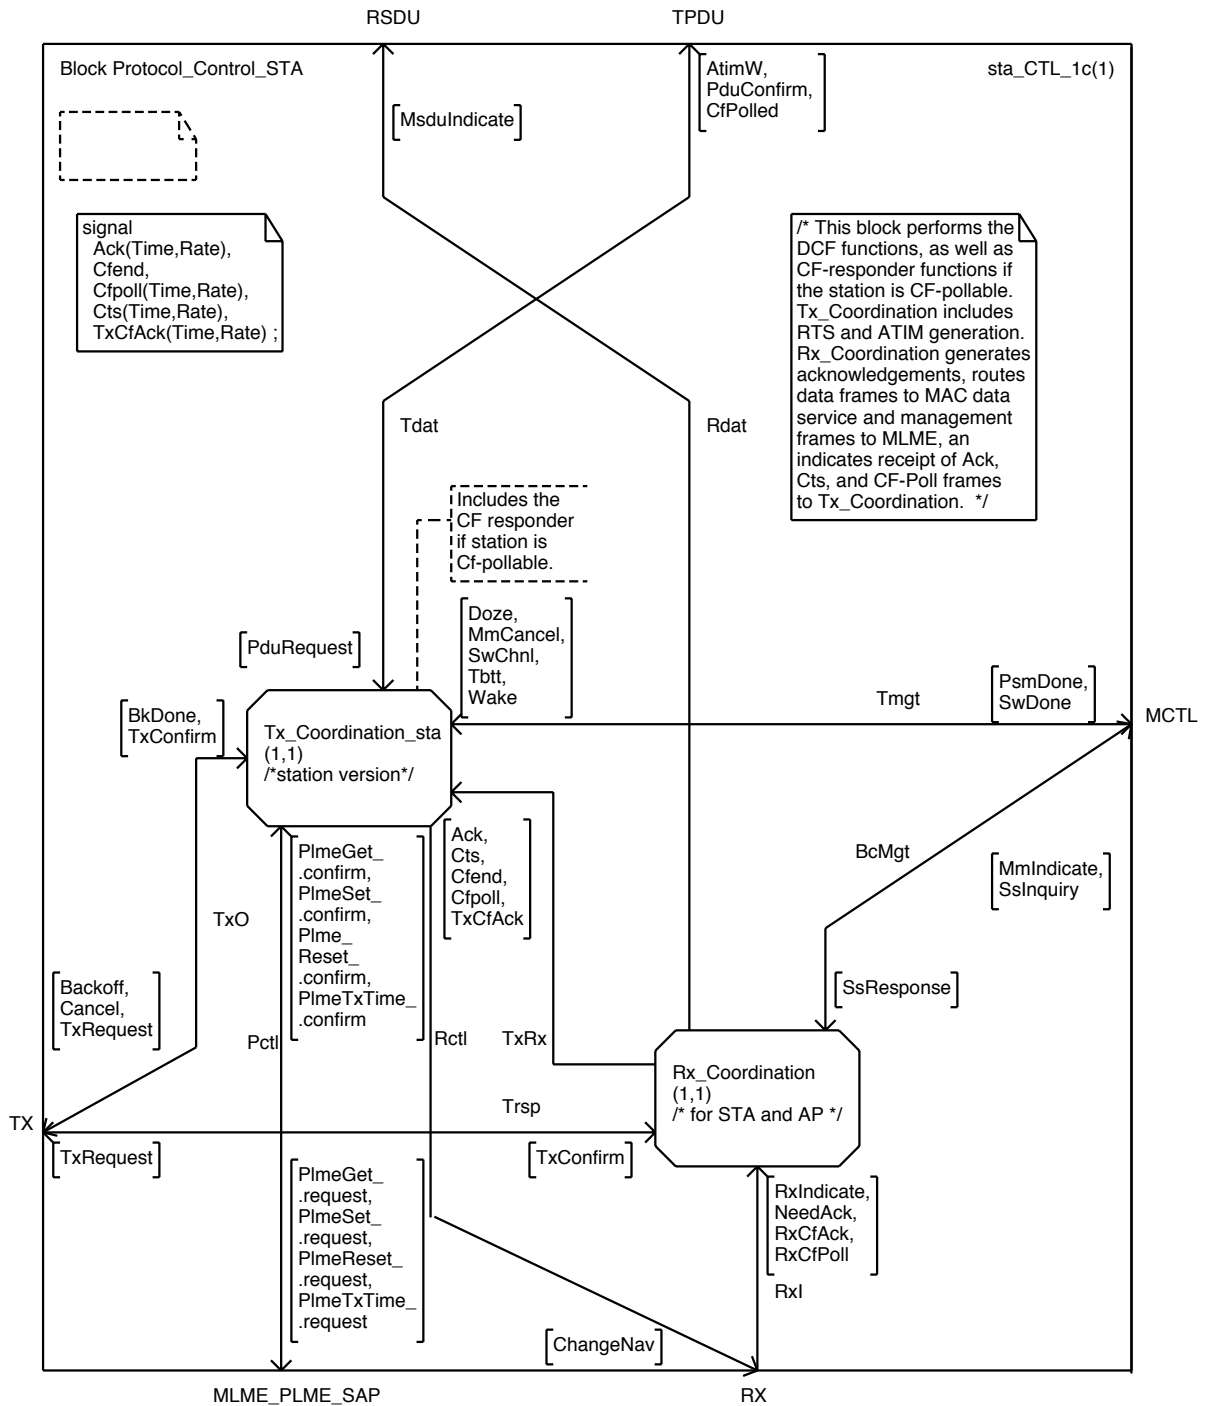 RSDU
TPDU
Block Protocol_Control_STA
sta_CTL_1c(1)
AtimW,
PduConfirm,
CfPolled
MsduIndicate
signal
Ack(Time,Rate),
Cfend,
Cfpoll(Time,Rate),
Cts(Time,Rate),
TxCfAck(Time,Rate) ;
/* This block performs the
DCF functions, as well as
CF-responder functions if
the station is CF-pollable.
Tx_Coordination includes
RTS and ATIM generation.
Rx_Coordination generates
acknowledgements, routes
data frames to MAC data
service and management
frames to MLME, an
indicates receipt of Ack,
Cts, and CF-Poll frames
to Tx_Coordination.  */
Tdat
Rdat
Includes the
CF responder
if station is
Cf-pollable.
PduRequest
Doze,
MmCancel,
SwChnl,
Tbtt,
Wake
Tmgt
PsmDone,
SwDone
MCTL
BkDone,
TxConfirm
Tx_Coordination_sta
(1,1)
/*station version*/
PlmeGet_
.confirm,
PlmeSet_
.confirm,
Plme_
Reset_
.confirm,
PlmeTxTime_
.confirm
Ack,
Cts,
Cfend,
Cfpoll,
TxCfAck
BcMgt
MmIndicate,
SsInquiry
TxO
Backoff,
Cancel,
TxRequest
SsResponse
Pctl
Rctl
TxRx
Rx_Coordination
(1,1)
/* for STA and AP */
Trsp
TX
TxRequest
TxConfirm
PlmeGet_
.request,
PlmeSet_
.request,
PlmeReset_
.request,
PlmeTxTime_
.request
RxIndicate,
NeedAck,
RxCfAck,
RxCfPoll
RxI
ChangeNav
MLME_PLME_SAP
RX